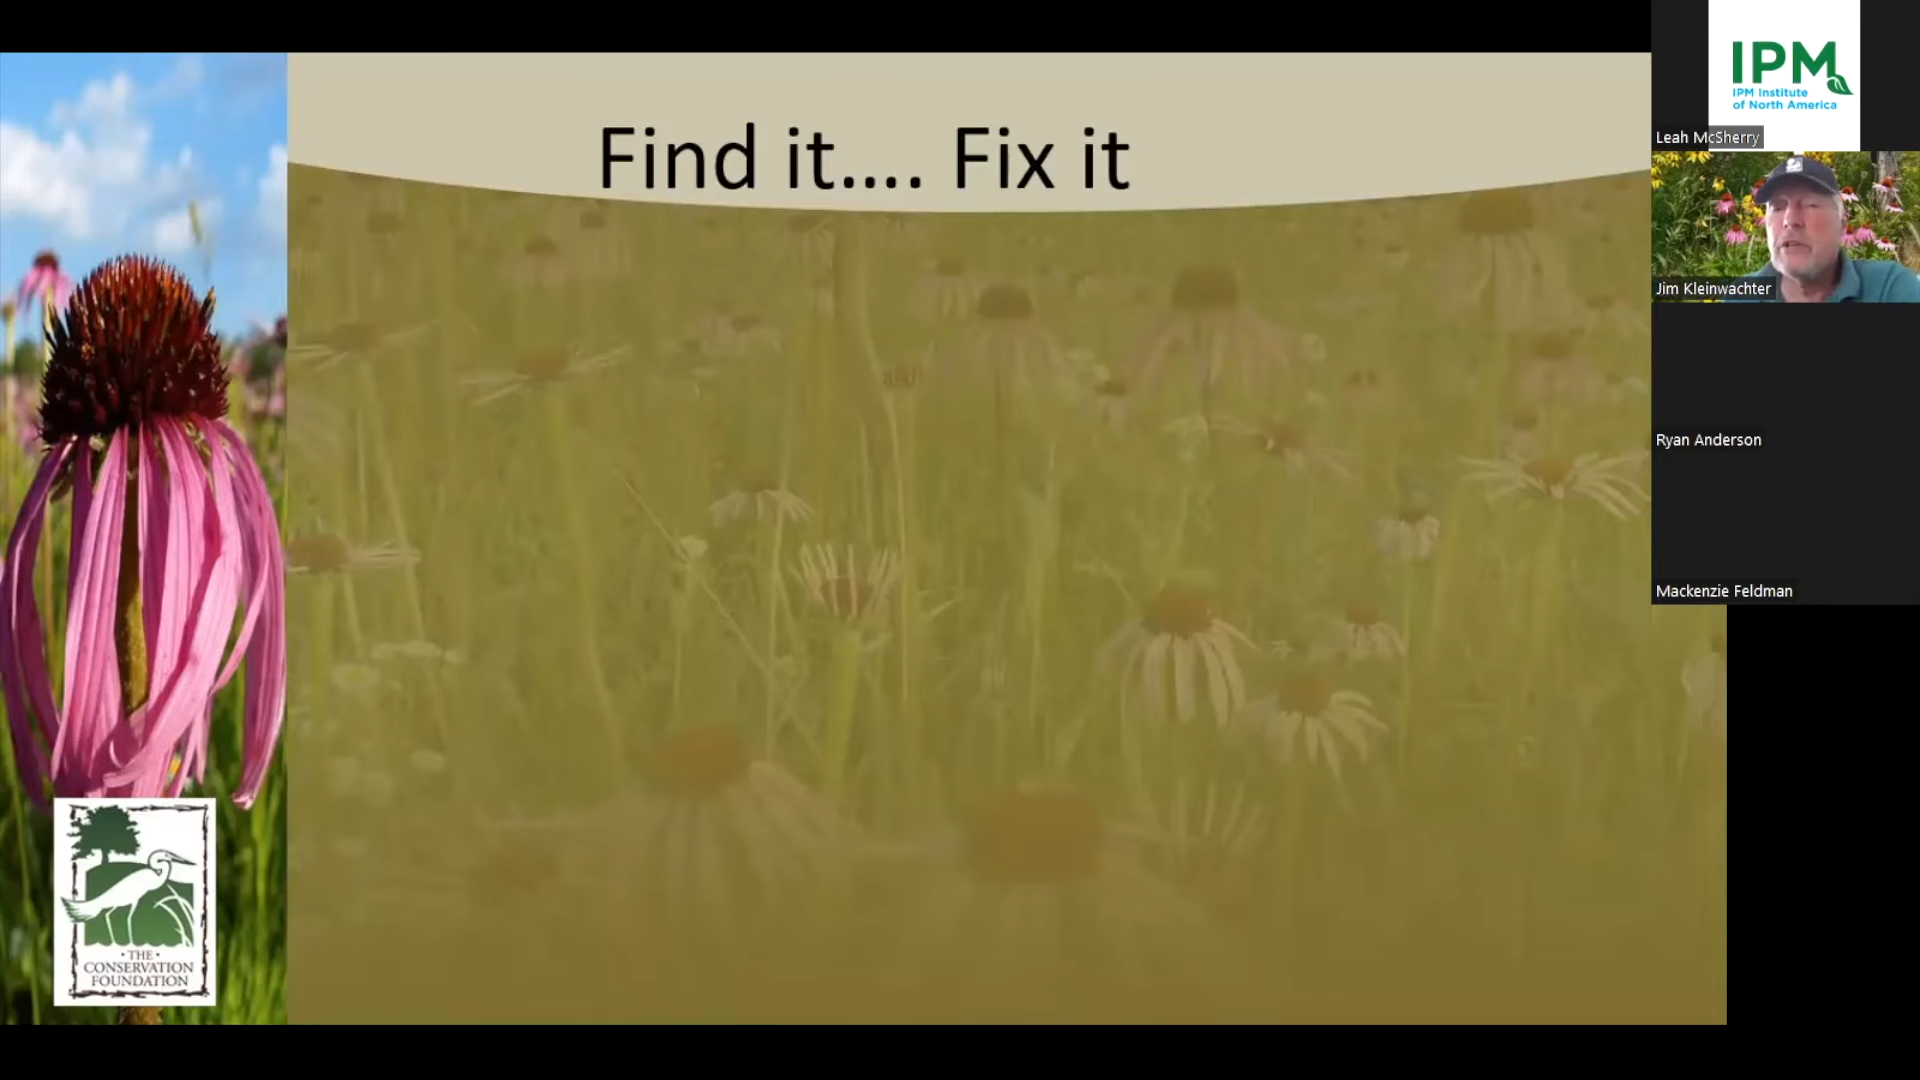 Find it.... Fix it
IPM
IPM Institute
of North America
Leah McSherry
Jim Kleinwachter
Ryan Anderson
Mackenzie Feldman
• THE •
CONSERVATION
FOUNDATION